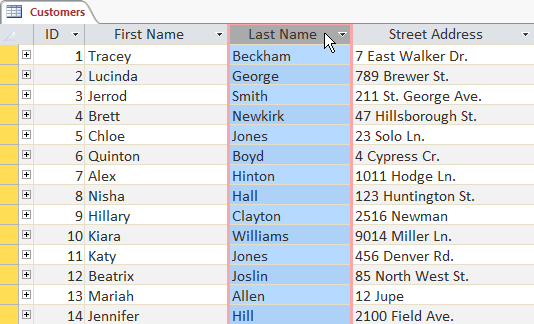 Customers
ID First Name Last Name Street Address
1 Tracey Beckham 7 East Walker Dr.
2 Lucinda George 789 Brewer St.
3 Jerrod Smith 211 St. George Ave.
4 Brett Newkirk 47 Hillsborough St.
5 Chloe Jones 23 Solo Ln.
6 Quinton Boyd 4 Cypress Cr.
7 Alex Hinton 1011 Hodge Ln.
8 Nisha Hall 123 Huntington St.
9 Hillary Clayton 2516 Newman
10 Kiara Williams 9014 Miller Ln.
11 Katy Jones 456 Denver Rd.
12 Beatrix Joslin 85 North West St.
13 Mariah Allen 12 Jupe
14 Jennifer Hill 2100 Field Ave.